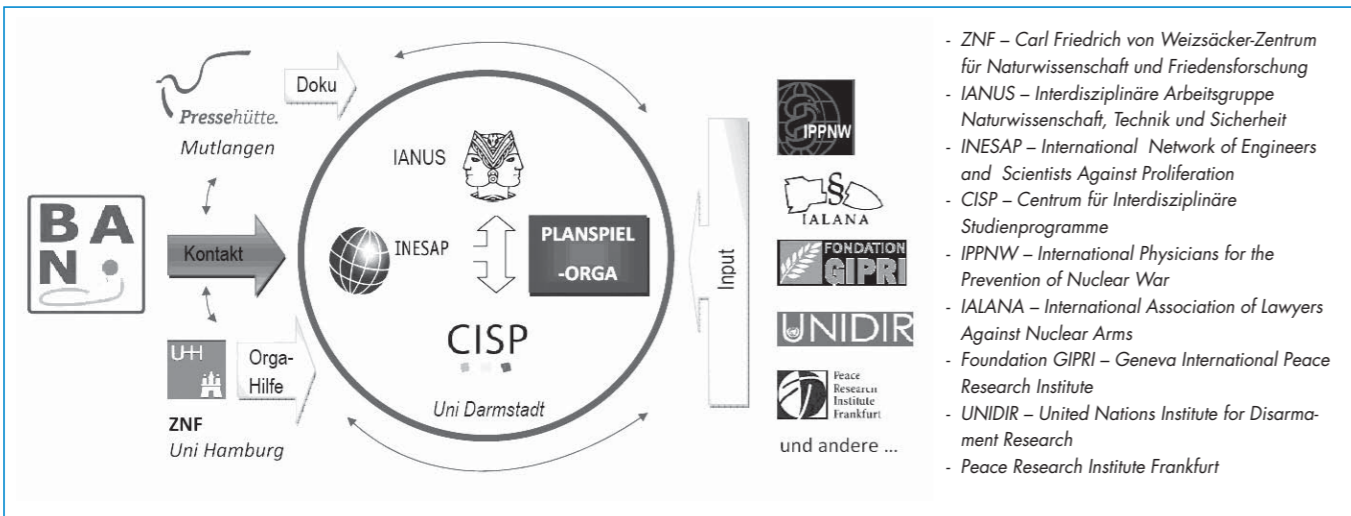 Pressehütte.
Mutlangen
Doku
BAN
Kontakt
UHH
ZNF
Uni Hamburg
Orga-
Hilfe
IANUS
INESAP
PLANSPIEL
-ORGA
CISP
Uni Darmstadt
Input
IPPNW
§
IALANA
FONDATION
GIPRI
UNIDIR
Peace
Research
Institute
Frankfurt
und andere ...
- ZNF – Carl Friedrich von Weizsäcker-Zentrum
für Naturwissenschaft und Friedensforschung
- IANUS – Interdisziplinäre Arbeitsgruppe
Naturwissenschaft, Technik und Sicherheit
- INESAP – International Network of Engineers
and Scientists Against Proliferation
- CISP – Centrum für Interdisziplinäre
Studienprogramme
- IPPNW – International Physicians for the
Prevention of Nuclear War
- IALANA – International Association of Lawyers
Against Nuclear Arms
- Foundation GIPRI – Geneva International Peace
Research Institute
- UNIDIR – United Nations Institute for Disarma-
ment Research
- Peace Research Institute Frankfurt